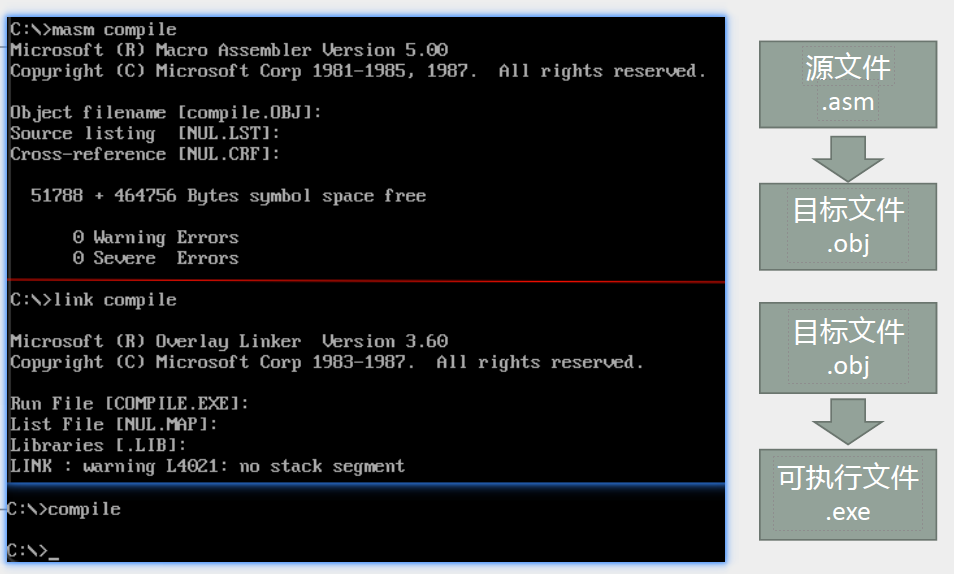 C:\>masm compile
Microsoft (R) Macro Assembler Version 5.00
Copyright (C) Microsoft Corp 1981-1985, 1987.  All rights reserved.
Object filename [compile.OBJ]:
Source listing  [NUL.LST]:
Cross-reference [NUL.CRF]:
51788 + 464756 Bytes symbol space free
0 Warning Errors
0 Severe  Errors
C:\>link compile
Microsoft (R) Overlay Linker  Version 3.60
Copyright (C) Microsoft Corp 1983-1987.  All rights reserved.
Run File [COMPILE.EXE]:
List File [NUL.MAP]:
Libraries [.LIB]:
LINK : warning L4021: no stack segment
C:\>compile
C:\>_
源文件
.asm
目标文件
.obj
目标文件
.obj
可执行文件
.exe